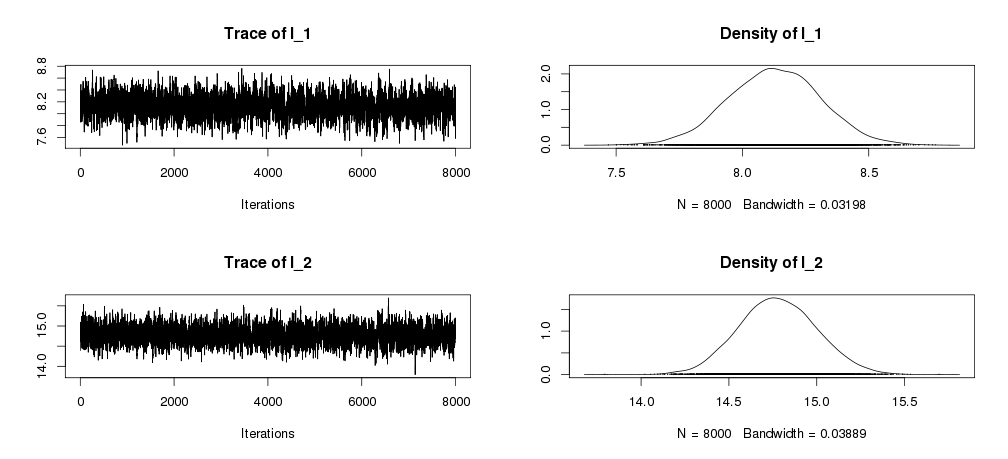 Trace of l_1
8.8
8.2
7.6
0 2000 4000 6000 8000
Iterations
Density of l_1
2.0
1.0
0.0
7.5 8.0 8.5
N = 8000 Bandwidth = 0.03198
Trace of l_2
15.0
14.0
0 2000 4000 6000 8000
Iterations
Density of l_2
1.0
0.0
14.0 14.5 15.0 15.5
N = 8000 Bandwidth = 0.03889